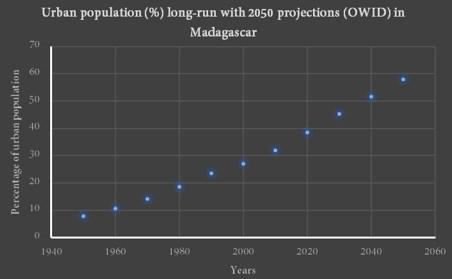 Urban population (%) long-run with 2050 projections (OWID) in
Madagascar
70
60
50
40
30
20
10
0
Percentage of urban population
1940 1960 1980 2000 2020 2040 2060
Years